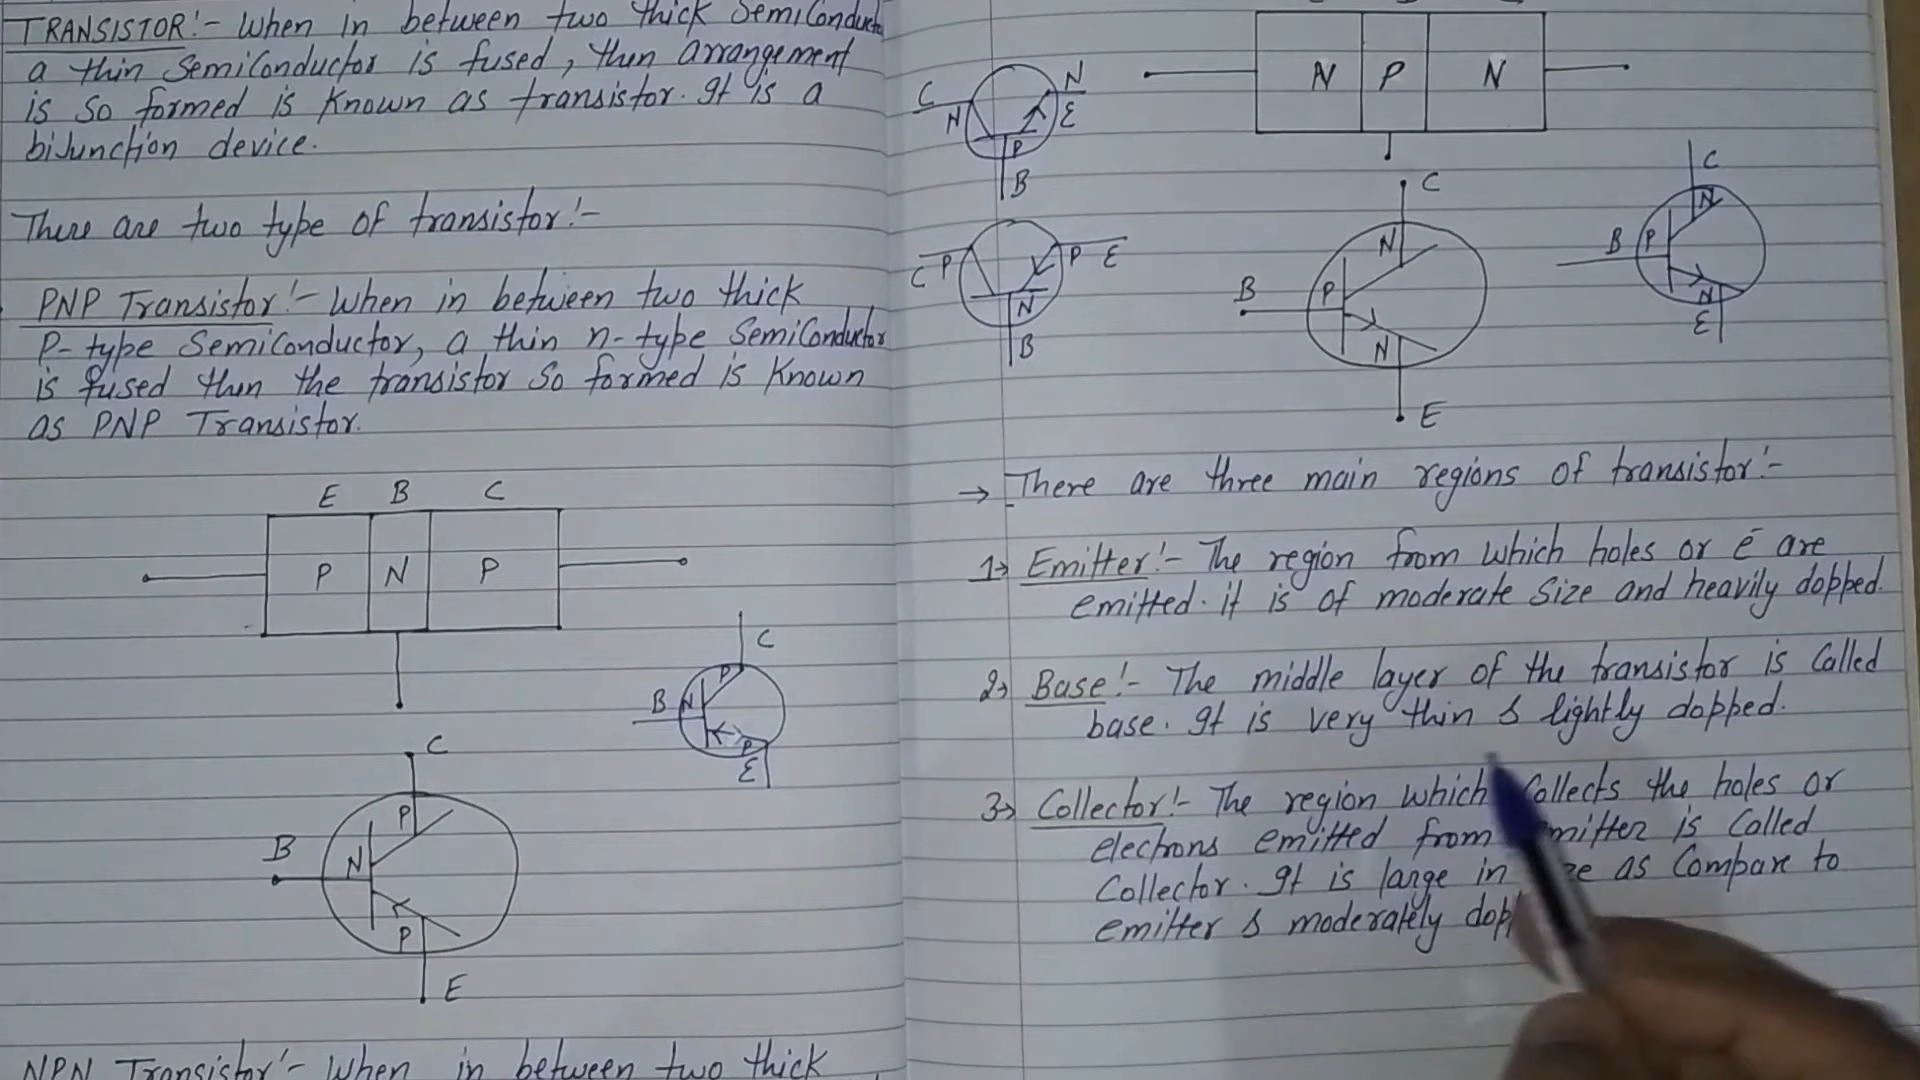 TRANSISTOR:- When in between two thick Semiconductor
a thin semiconductor is fused, then arrangement
is so formed is known as transistor. It is a
bijunction device.
There are two type of transistor:-
PNP Transistor:- When in between two thick
P-type semiconductor, a thin n-type semiconductor
is fused then the transistor so formed is known
as PNP Transistor.
E B C
P N P
C
B N P
P
E
C
P
B N
P
E
NPN Transistor:- When in between two thick
N P N
C N N E
P
B
C P P E
N
B
C
N
B P
N
E
C
N
B P
N
E
→ There are three main regions of transistor:-
1→ Emitter:- The region from which holes or ē are
emitted. it is of moderate size and heavily dopped.
2→ Base:- The middle layer of the transistor is called
base. It is very thin & lightly dopped.
3→ Collector:- The region which collects the holes or
electrons emitted from emitter is called
Collector. It is large in as compare to
emitter & moderately